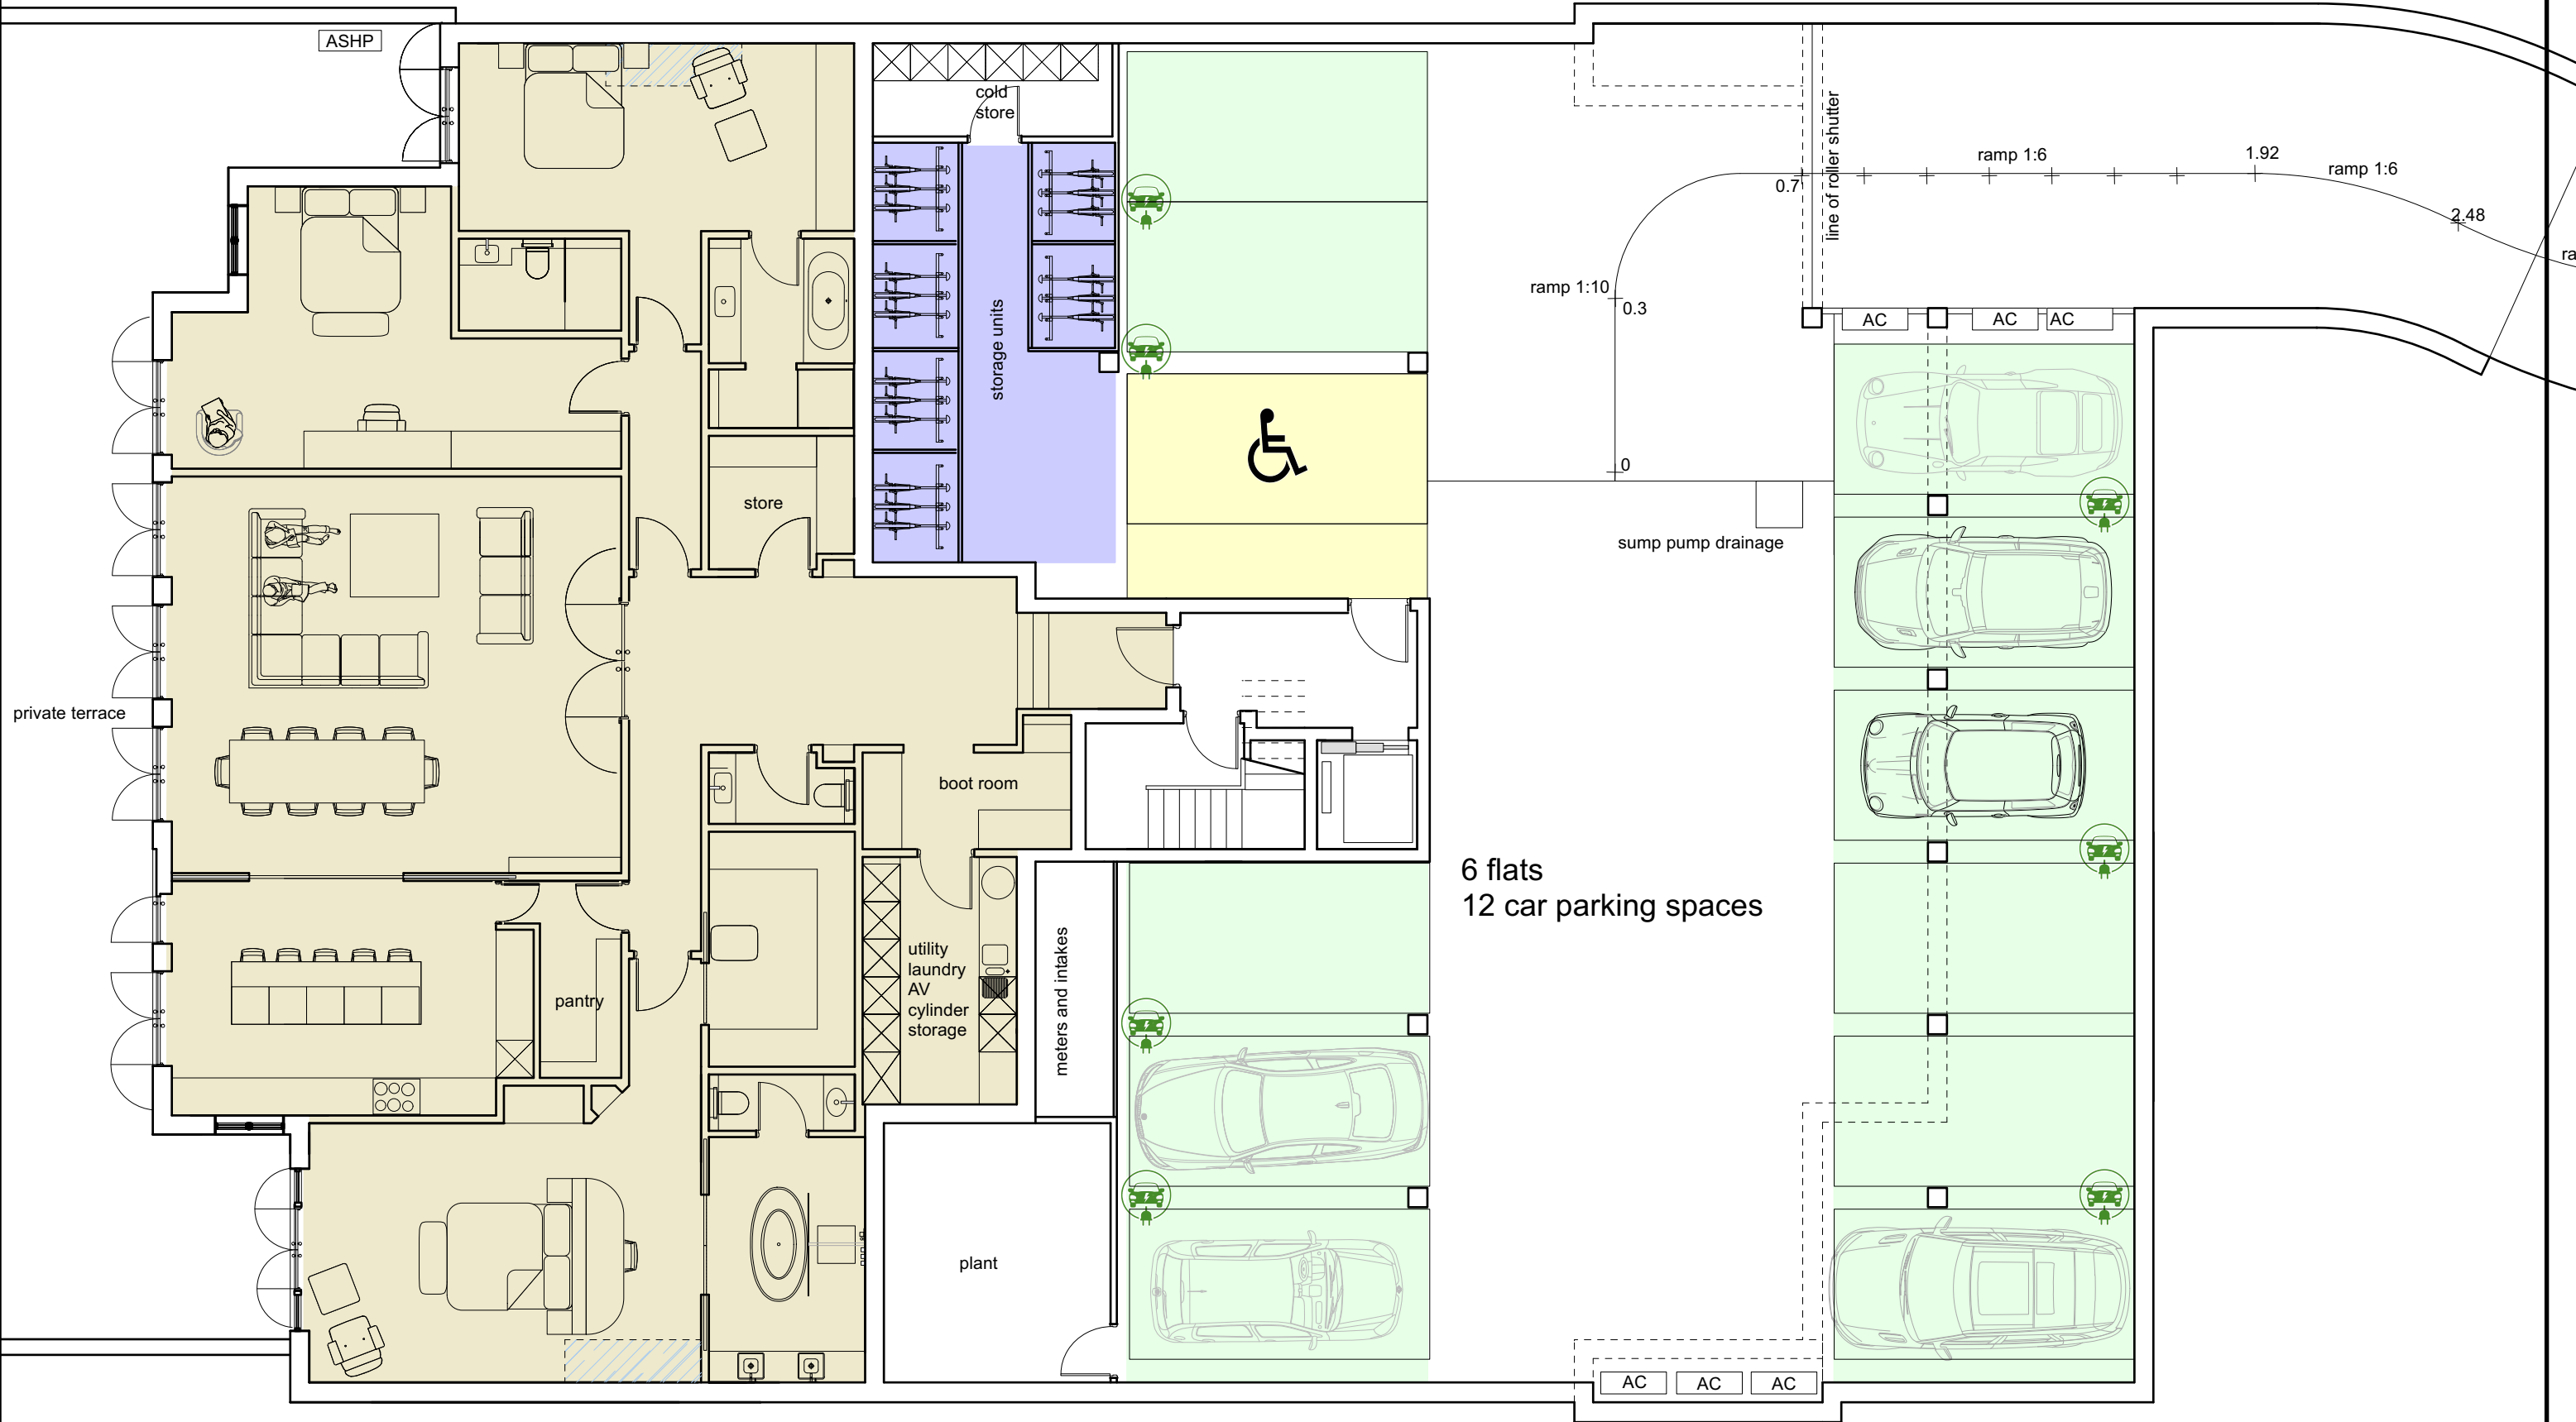 ASHP
cold
store
line of roller shutter
ramp 1:6
1.92
ramp 1:6
0.7
2.48
ra
ramp 1:10
0.3
AC
AC
AC
storage units
0
store
sump pump drainage
private terrace
boot room
6 flats
12 car parking spaces
utility
laundry
AV
cylinder
storage
meters and intakes
pantry
plant
AC
AC
AC